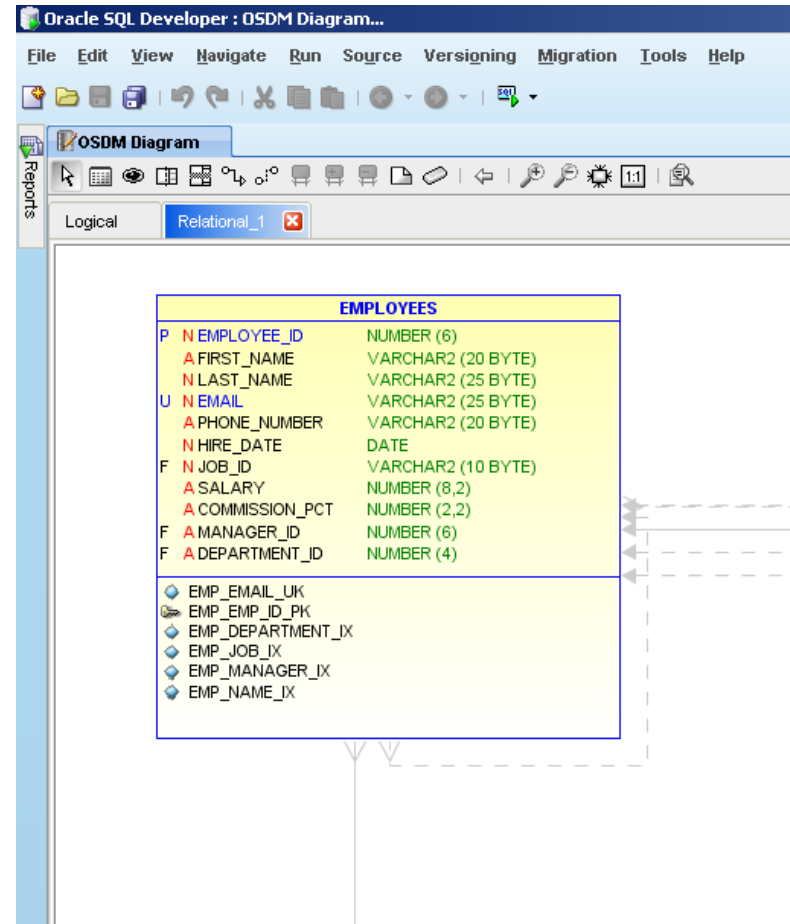 Oracle SQL Developer : OSDM Diagram...
File Edit View Navigate Run Source Versioning Migration Tools Help
SQL
OSDM Diagram
Reports
1:1
Logical Relational_1
EMPLOYEES
P N EMPLOYEE_ID NUMBER (6)
A FIRST_NAME VARCHAR2 (20 BYTE)
N LAST_NAME VARCHAR2 (25 BYTE)
U N EMAIL VARCHAR2 (25 BYTE)
A PHONE_NUMBER VARCHAR2 (20 BYTE)
N HIRE_DATE DATE
F N JOB_ID VARCHAR2 (10 BYTE)
A SALARY NUMBER (8,2)
A COMMISSION_PCT NUMBER (2,2)
F A MANAGER_ID NUMBER (6)
F A DEPARTMENT_ID NUMBER (4)
EMP_EMAIL_UK
EMP_EMP_ID_PK
EMP_DEPARTMENT_IX
EMP_JOB_IX
EMP_MANAGER_IX
EMP_NAME_IX